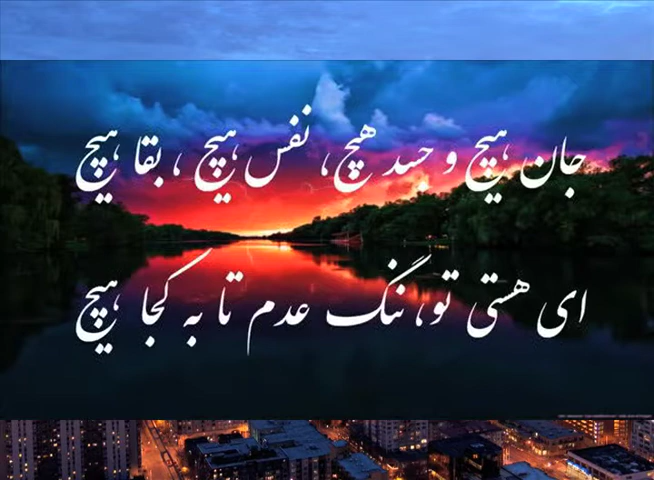 جان هیچ و جسد هیچ، نفس هیچ، بقا هیچ
ای هستی تو، ننگ عدم تا به کجا هیچ